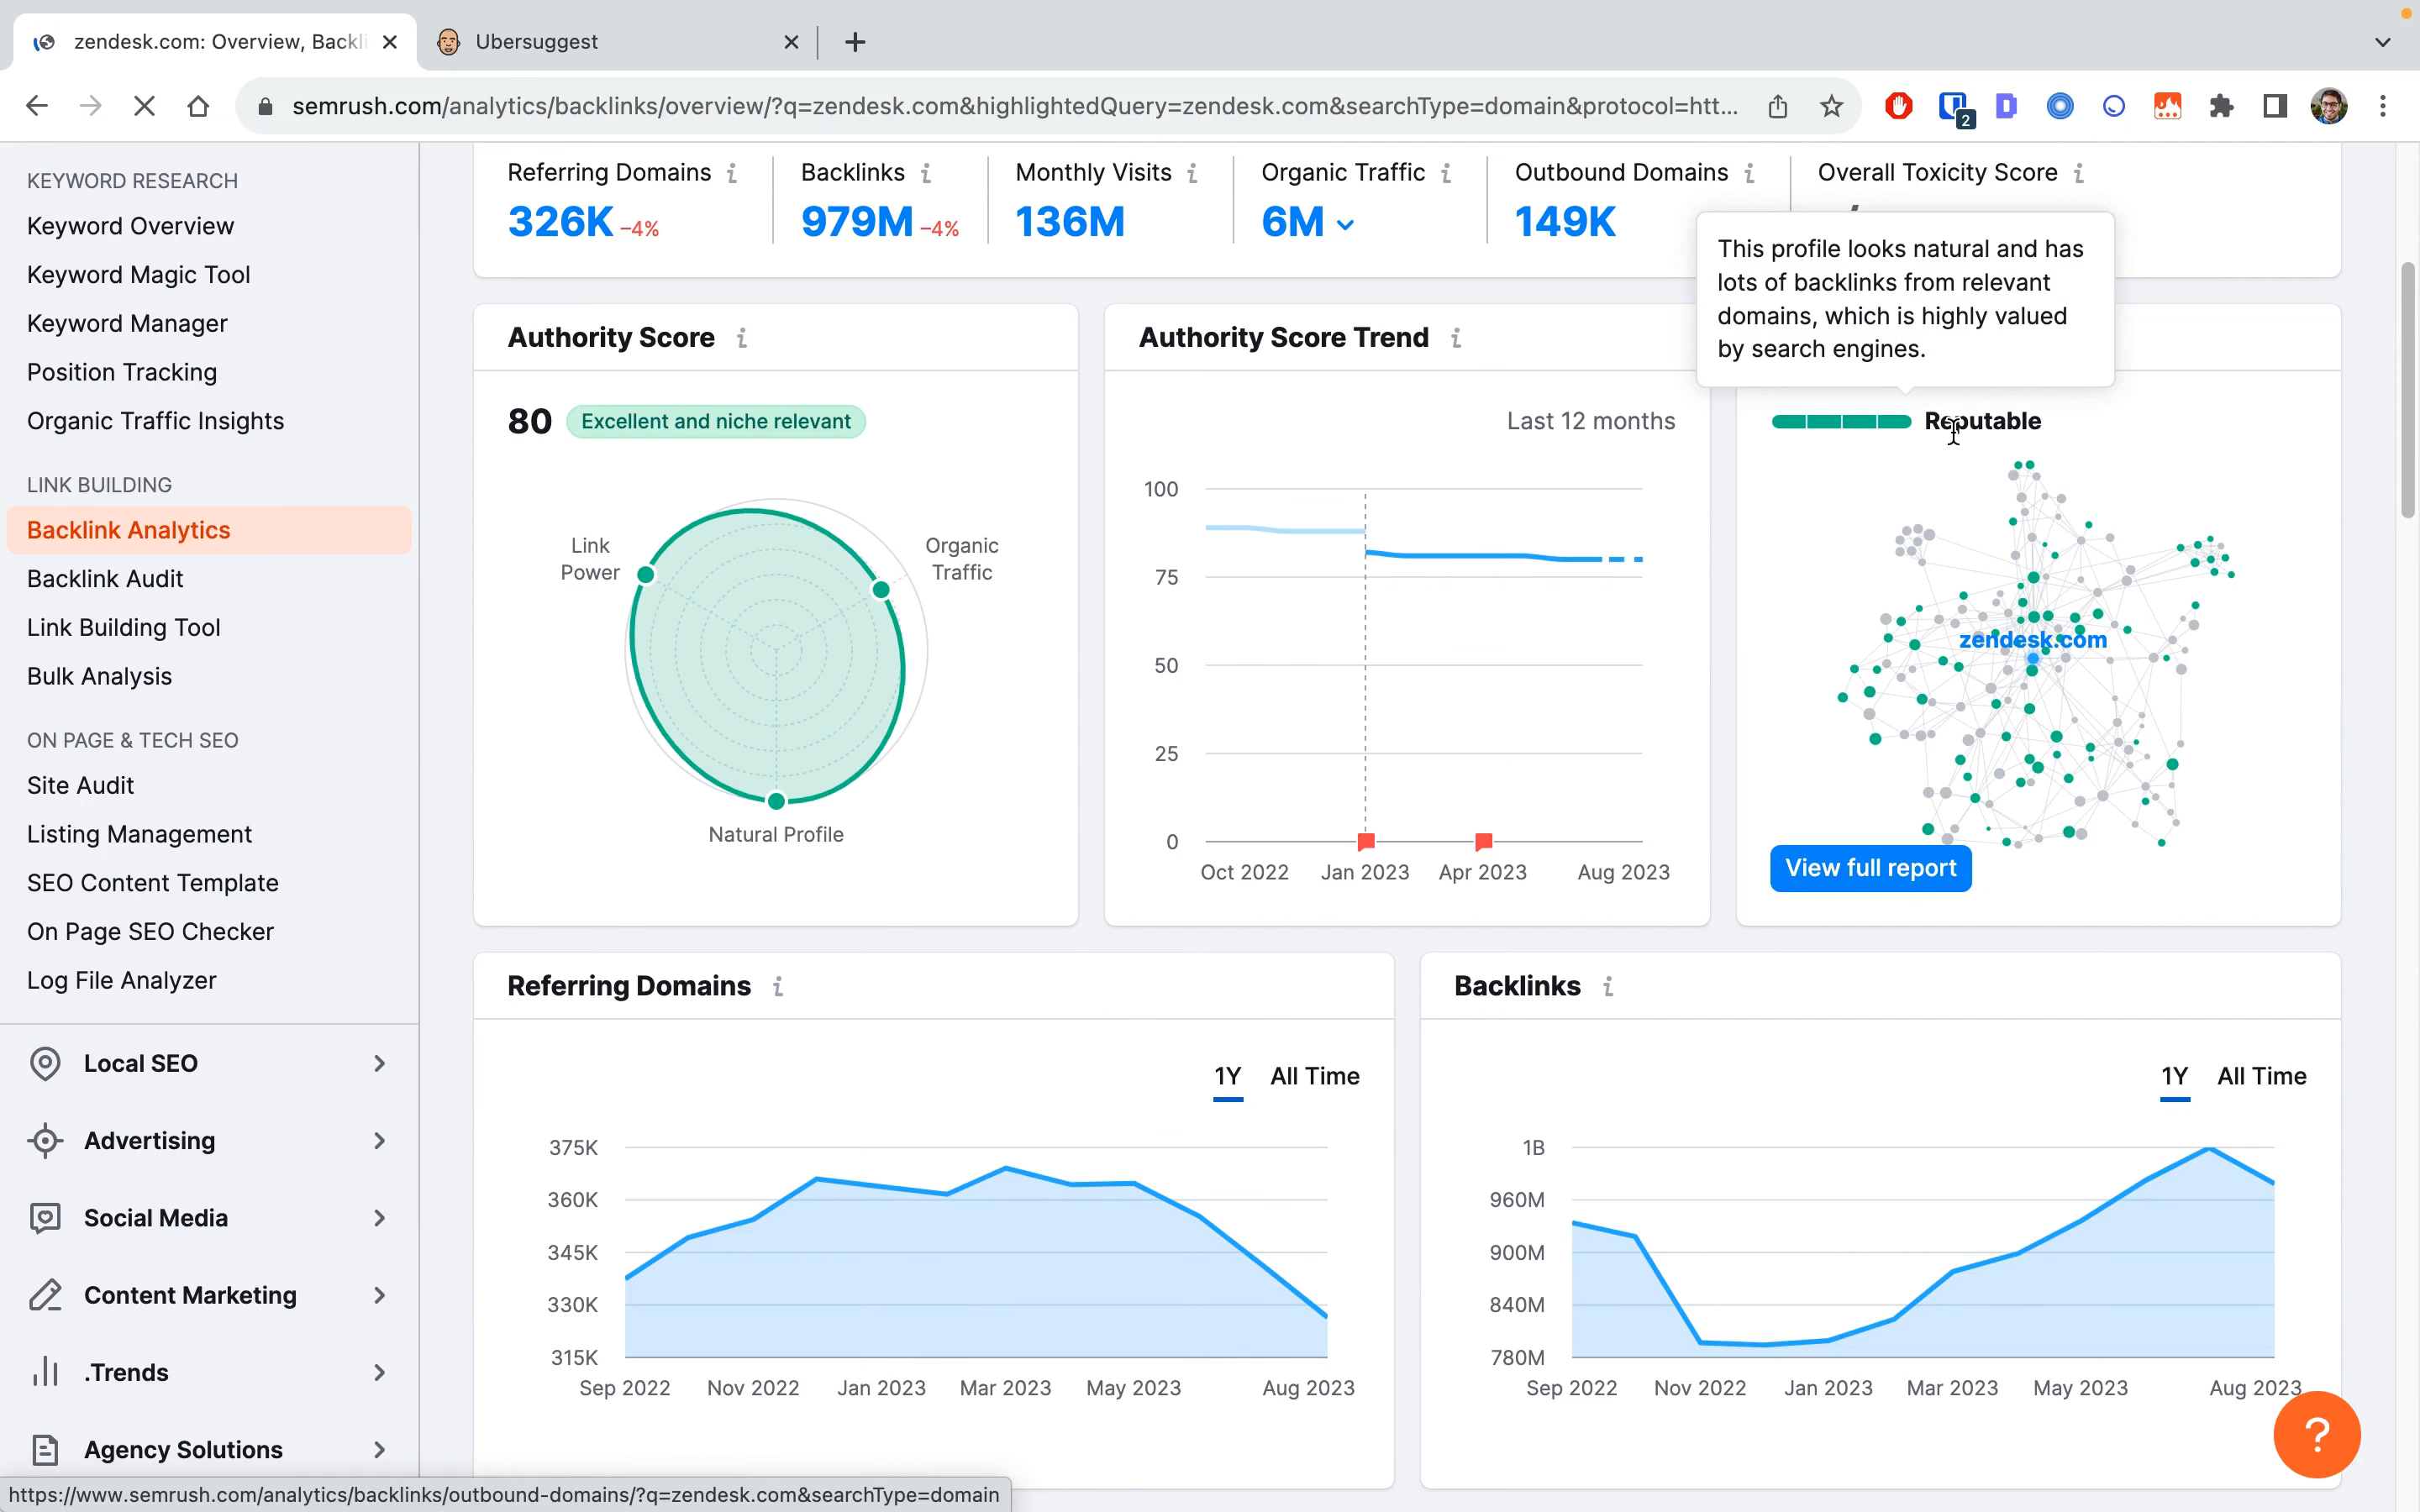 zendesk.com: Overview, Backli
Ubersuggest
semrush.com/analytics/backlinks/overview/?q=zendesk.com&highlightedQuery=zendesk.com&searchType=domain&protocol=htt...
2
KEYWORD RESEARCH
Keyword Overview
Keyword Magic Tool
Keyword Manager
Position Tracking
Organic Traffic Insights
LINK BUILDING
Backlink Analytics
Backlink Audit
Link Building Tool
Bulk Analysis
ON PAGE & TECH SEO
Site Audit
Listing Management
SEO Content Template
On Page SEO Checker
Log File Analyzer
Local SEO
Advertising
Social Media
Content Marketing
.Trends
Agency Solutions
Referring Domains i
326K -4%
Backlinks i
979M -4%
Monthly Visits i
136M
Organic Traffic i
6M
Outbound Domains i
149K
Overall Toxicity Score i
This profile looks natural and has
lots of backlinks from relevant
domains, which is highly valued
by search engines.
Authority Score i
80 Excellent and niche relevant
Link
Power
Organic
Traffic
Natural Profile
Authority Score Trend i
Last 12 months
100
75
50
25
0
Oct 2022 Jan 2023 Apr 2023 Aug 2023
Reputable
zendesk.com
View full report
Referring Domains i
1Y All Time
375K
360K
345K
330K
315K
Sep 2022 Nov 2022 Jan 2023 Mar 2023 May 2023 Aug 2023
Backlinks i
1Y All Time
1B
960M
900M
840M
780M
Sep 2022 Nov 2022 Jan 2023 Mar 2023 May 2023 Aug 2023
?
https://www.semrush.com/analytics/backlinks/outbound-domains/?q=zendesk.com&searchType=domain